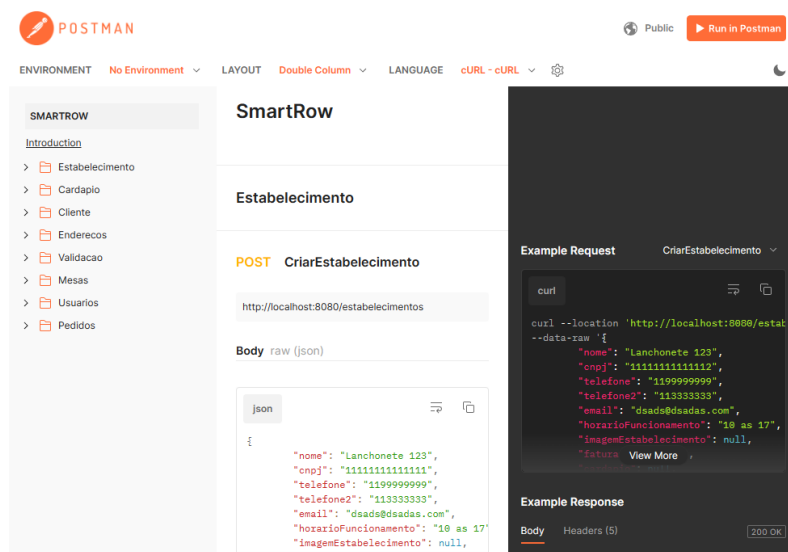 POSTMAN
Public
Run in Postman
ENVIRONMENT No Environment LAYOUT Double Column LANGUAGE cURL - cURL
SMARTROW
Introduction
Estabelecimento
Cardapio
Cliente
Enderecos
Validacao
Mesas
Usuarios
Pedidos
SmartRow
Estabelecimento
POST CriarEstabelecimento
http://localhost:8080/estabelecimentos
Body raw (json)
json
{
"nome": "Lanchonete 123",
"cnpj": "11111111111111",
"telefone": "1199999999",
"telefone2": "113333333",
"email": "dsads@dsadas.com",
"horarioFuncionamento": "10 as 17"
"imagemEstabelecimento": null,
Example Request CriarEstabelecimento
curl
curl --location 'http://localhost:8080/estab
--data-raw '{
"nome": "Lanchonete 123",
"cnpj": "11111111111112",
"telefone": "1199999999",
"telefone2": "113333333",
"email": "dsads@dsadas.com",
"horarioFuncionamento": "10 as 17",
"imagemEstabelecimento": null,
"fatura
View More
Example Response
Body Headers (5) 200 OK